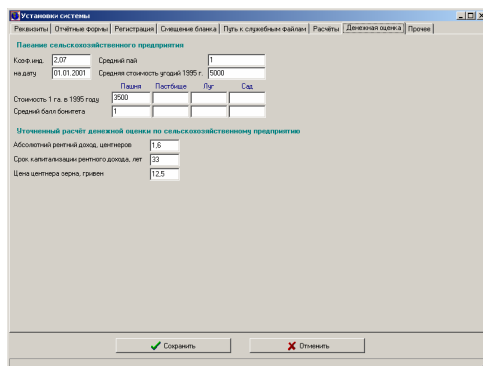 Установки системы
Реквизиты Отчётные формы Регистрация Смещение бланка Путь к служебным файлам Расчёты Денежная оценка Прочее
Паевание сельскохозяйственного предприятия
Коэф.инд. 2,07 Средний пай 1
на дату 01.01.2001 Средняя стоимость угодий 1995 г. 5000
Пашня Пастбище Луг Сад
Стоимость 1 га. в 1995 году 3500
Средний балл бонитета 1
Уточненный расчёт денежной оценки по сельскохозяйственному предприятию
Абсолютный рентный доход, центнеров 1,6
Срок капитализации рентного дохода, лет 33
Цена центнера зерна, гривен 12,5
Сохранить Отменить